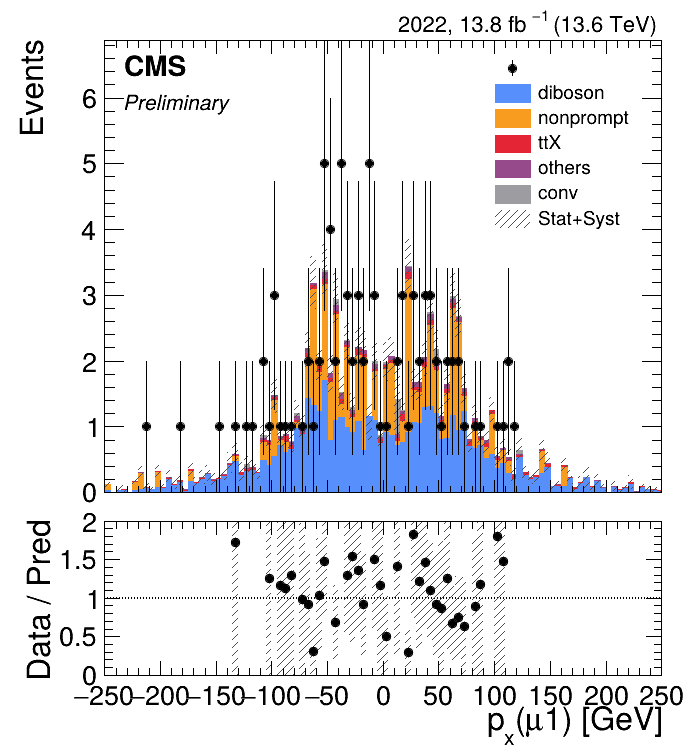 2022, 13.8 fb⁻¹ (13.6 TeV)
CMS
Preliminary
Events
diboson
nonprompt
ttX
others
conv
Stat+Syst
6
5
4
3
2
1
0
Data / Pred
2
1.5
1
0.5
0
−250 −200 −150 −100 −50 0 50 100 150 200 250
pₓ(μ1) [GeV]